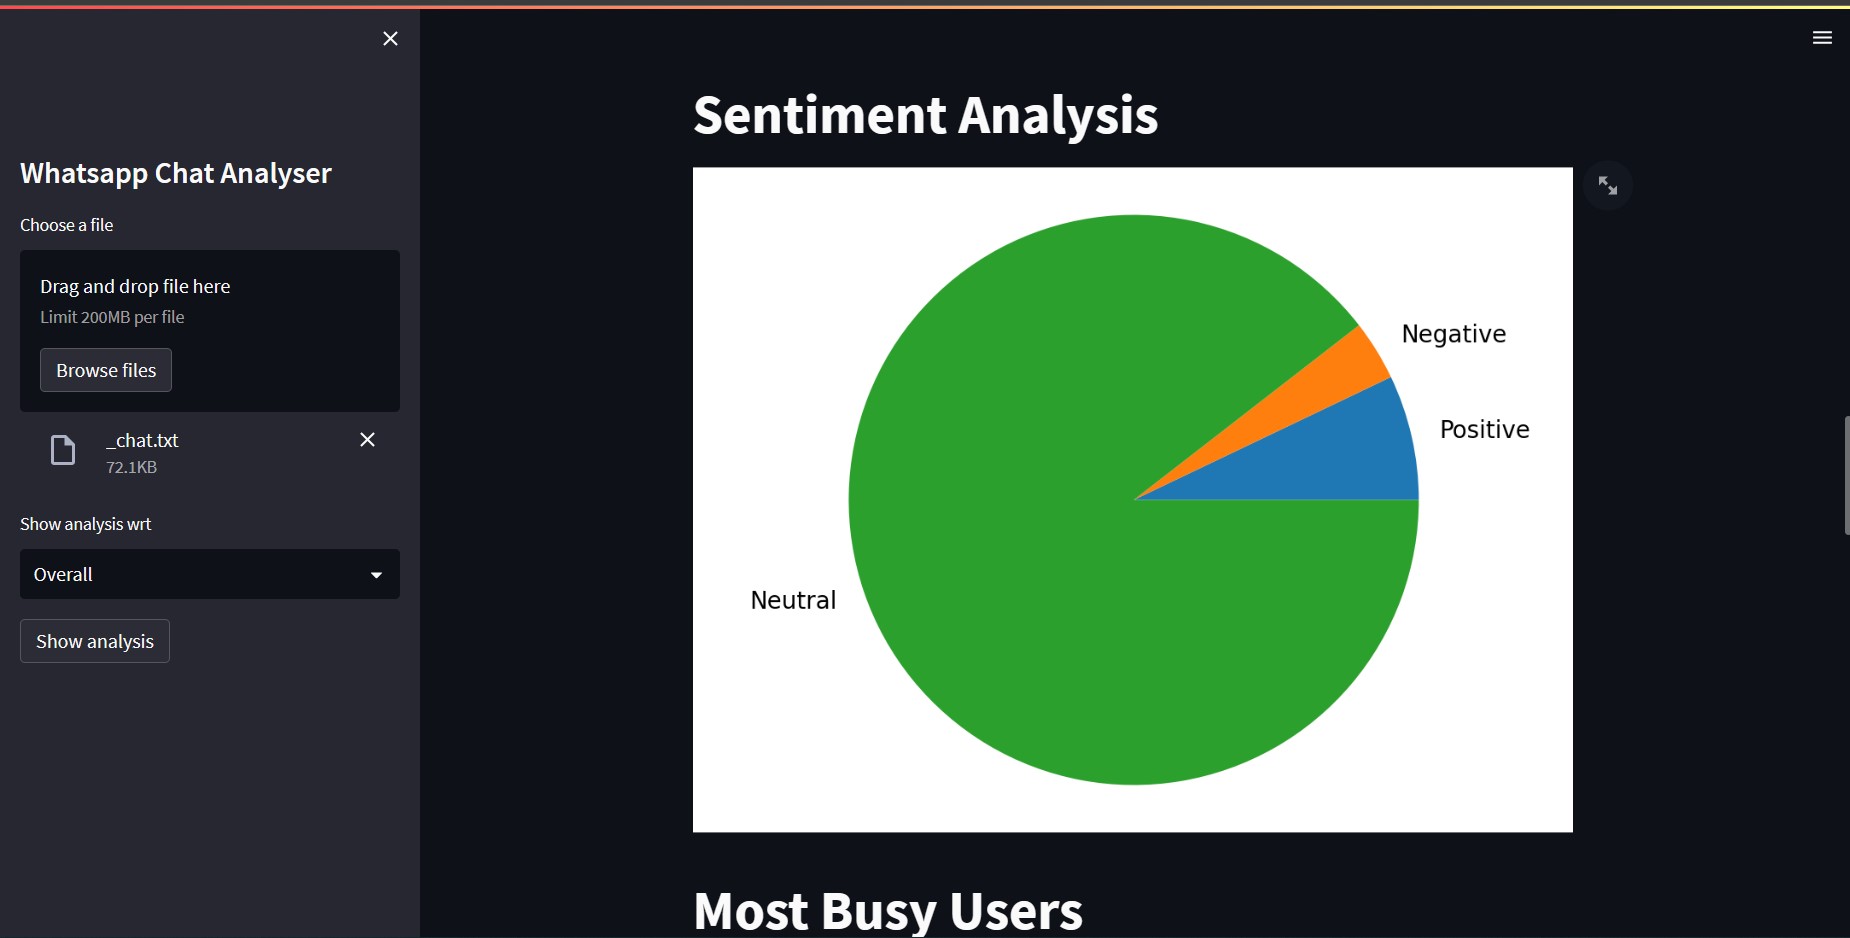 Whatsapp Chat Analyser
Choose a file
Drag and drop file here
Limit 200MB per file
Browse files
_chat.txt
72.1KB
Show analysis wrt
Overall
Show analysis
Sentiment Analysis
Negative
Positive
Neutral
Most Busy Users